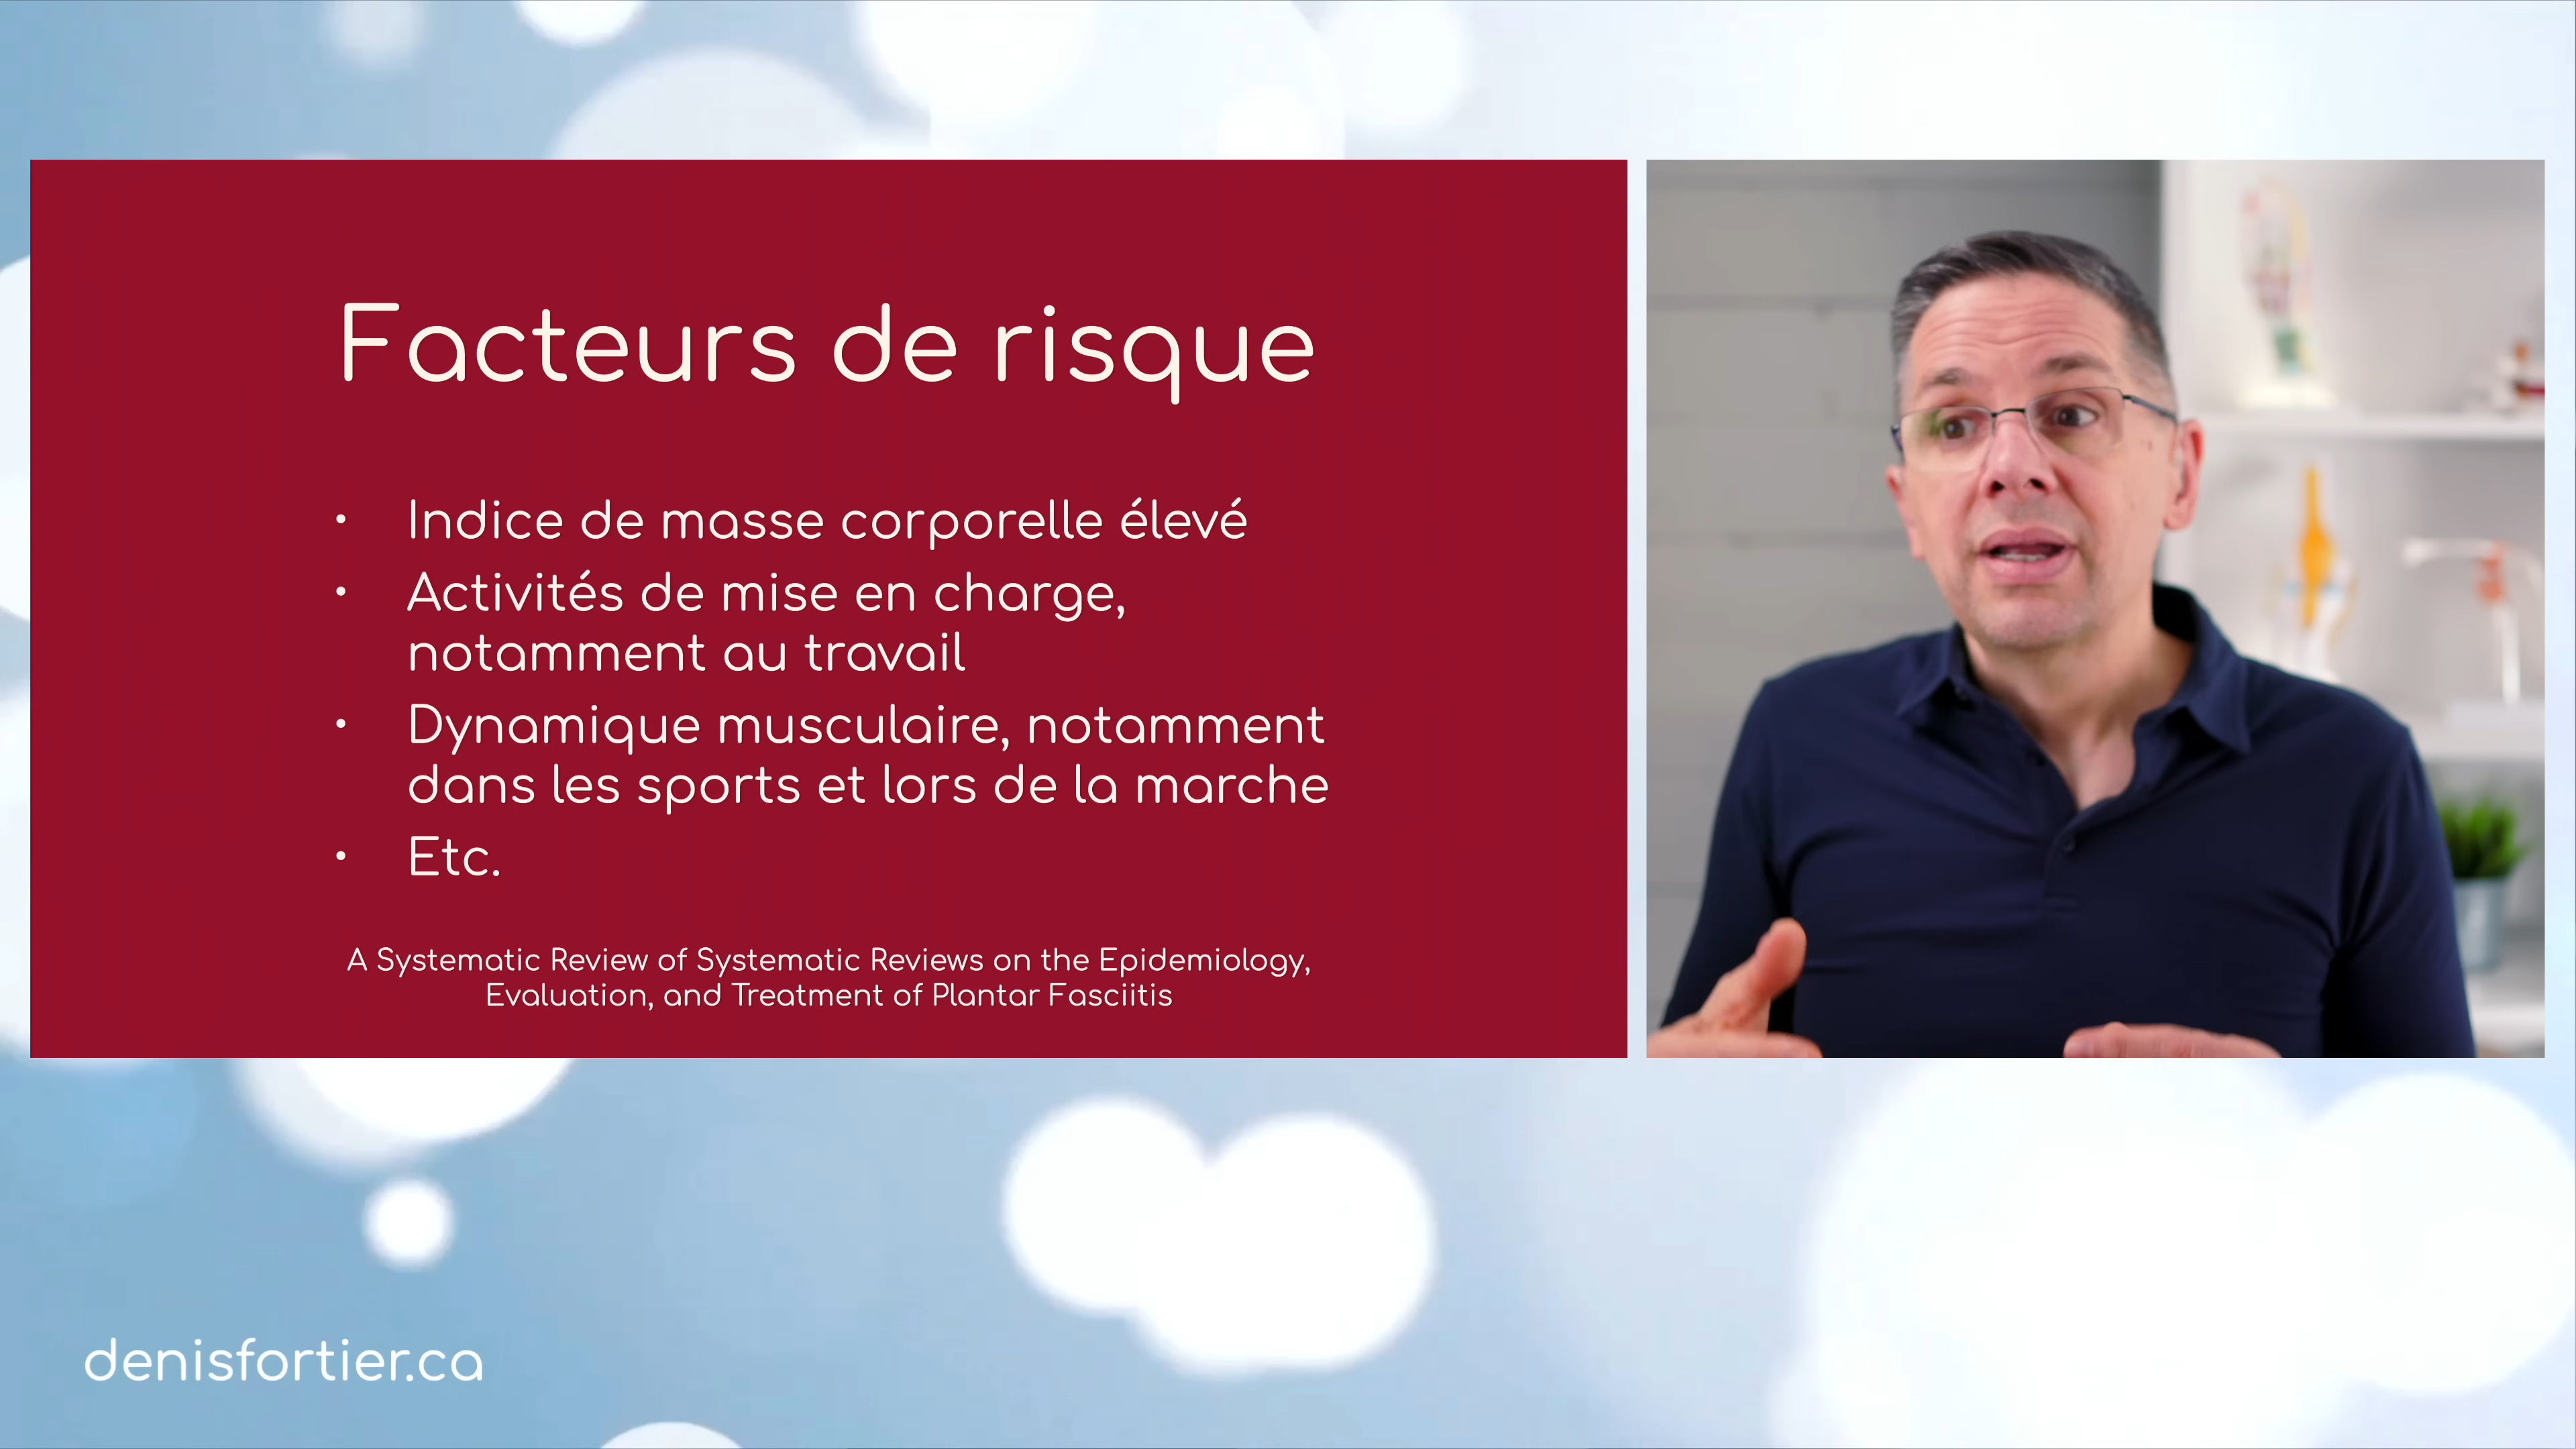 Facteurs de risque
• Indice de masse corporelle élevé
• Activités de mise en charge,
notamment au travail
• Dynamique musculaire, notamment
dans les sports et lors de la marche
• Etc.
A Systematic Review of Systematic Reviews on the Epidemiology,
Evaluation, and Treatment of Plantar Fasciitis
denisfortier.ca